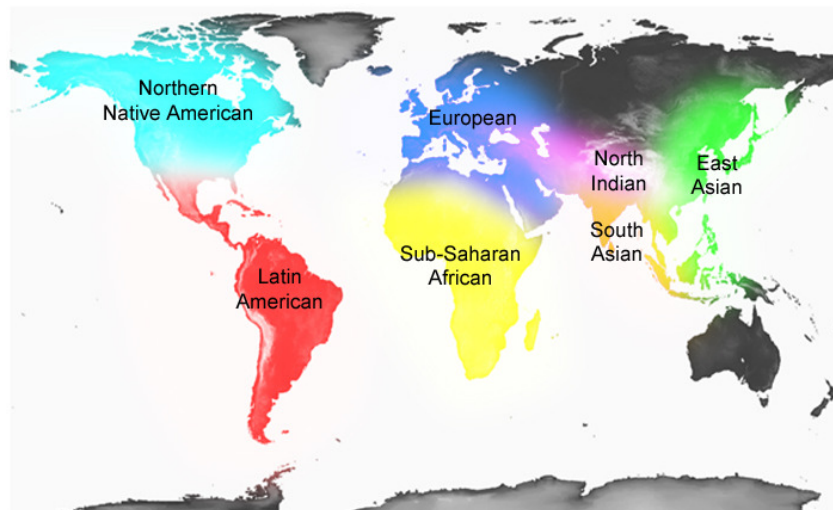 Northern
Native American
European
North
Indian
East
Asian
South
Asian
Sub-Saharan
African
Latin
American